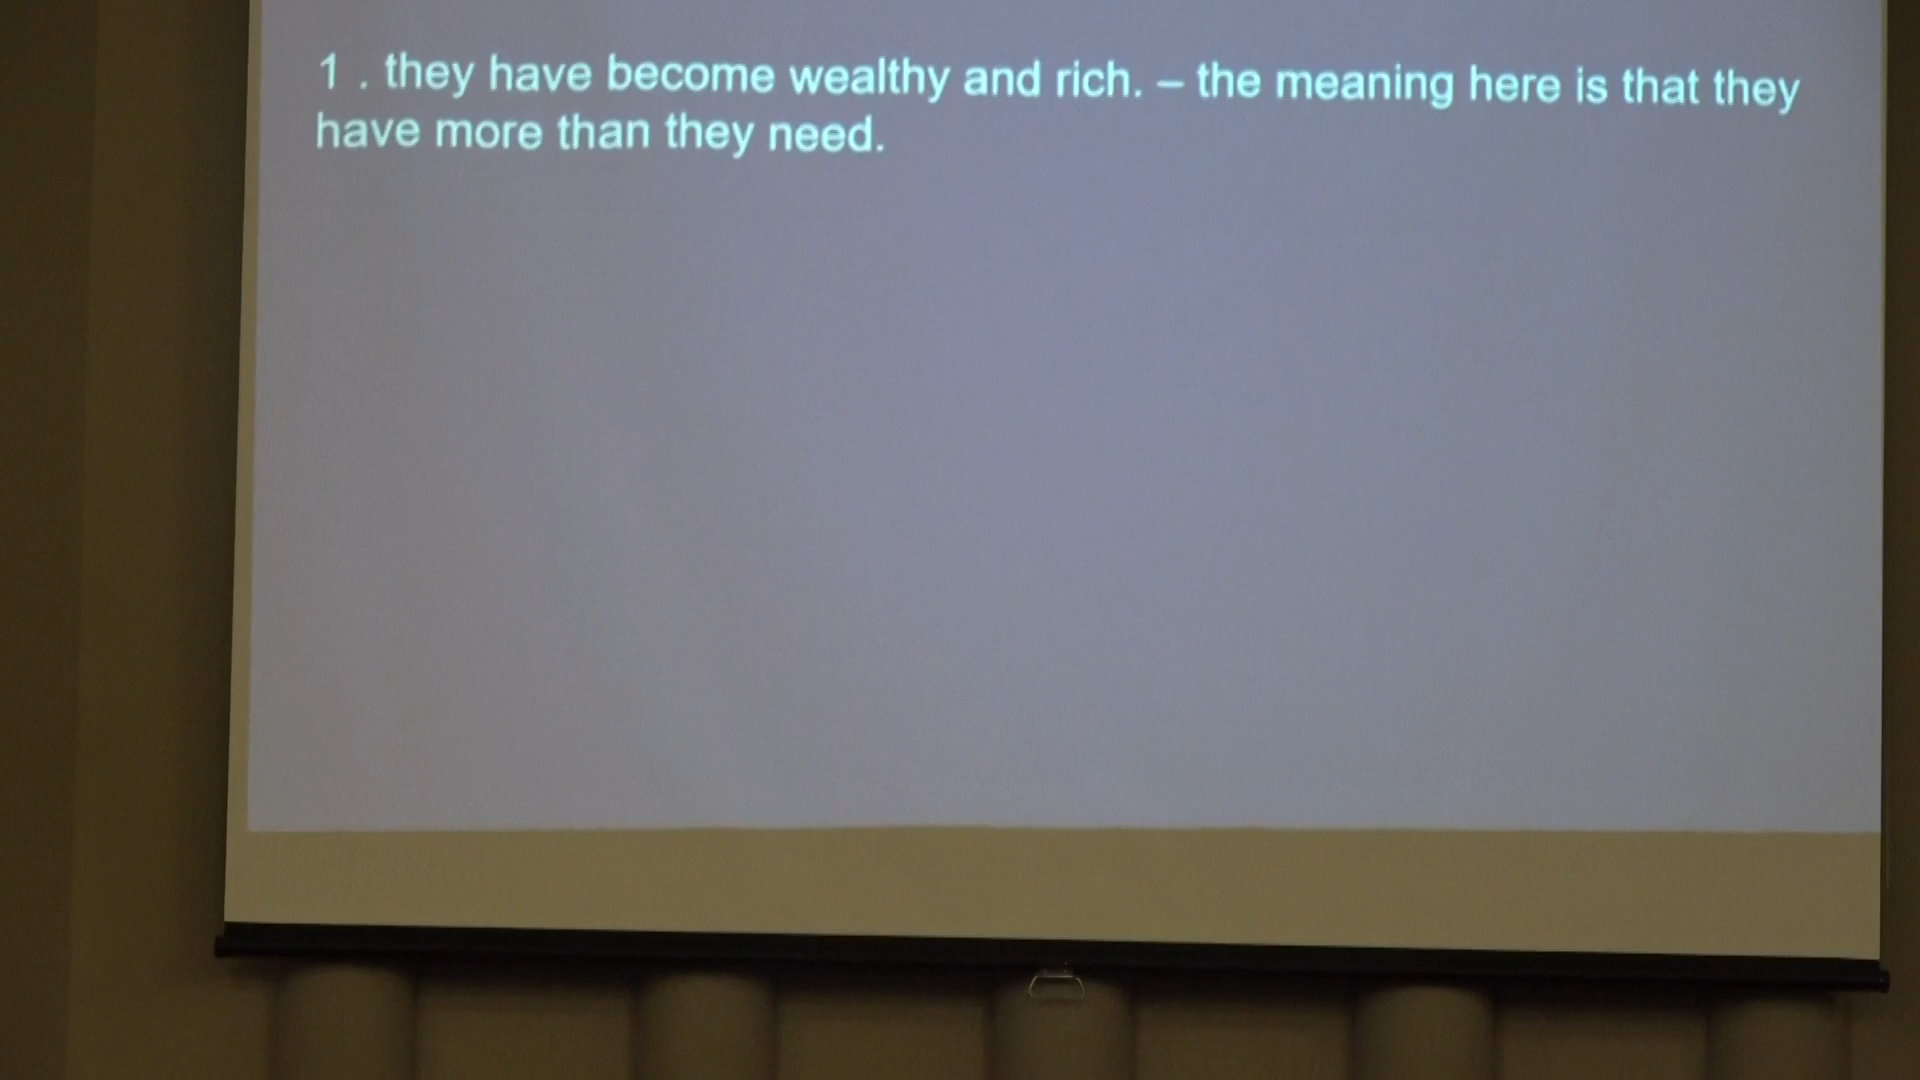 1 . they have become wealthy and rich. – the meaning here is that they
have more than they need.